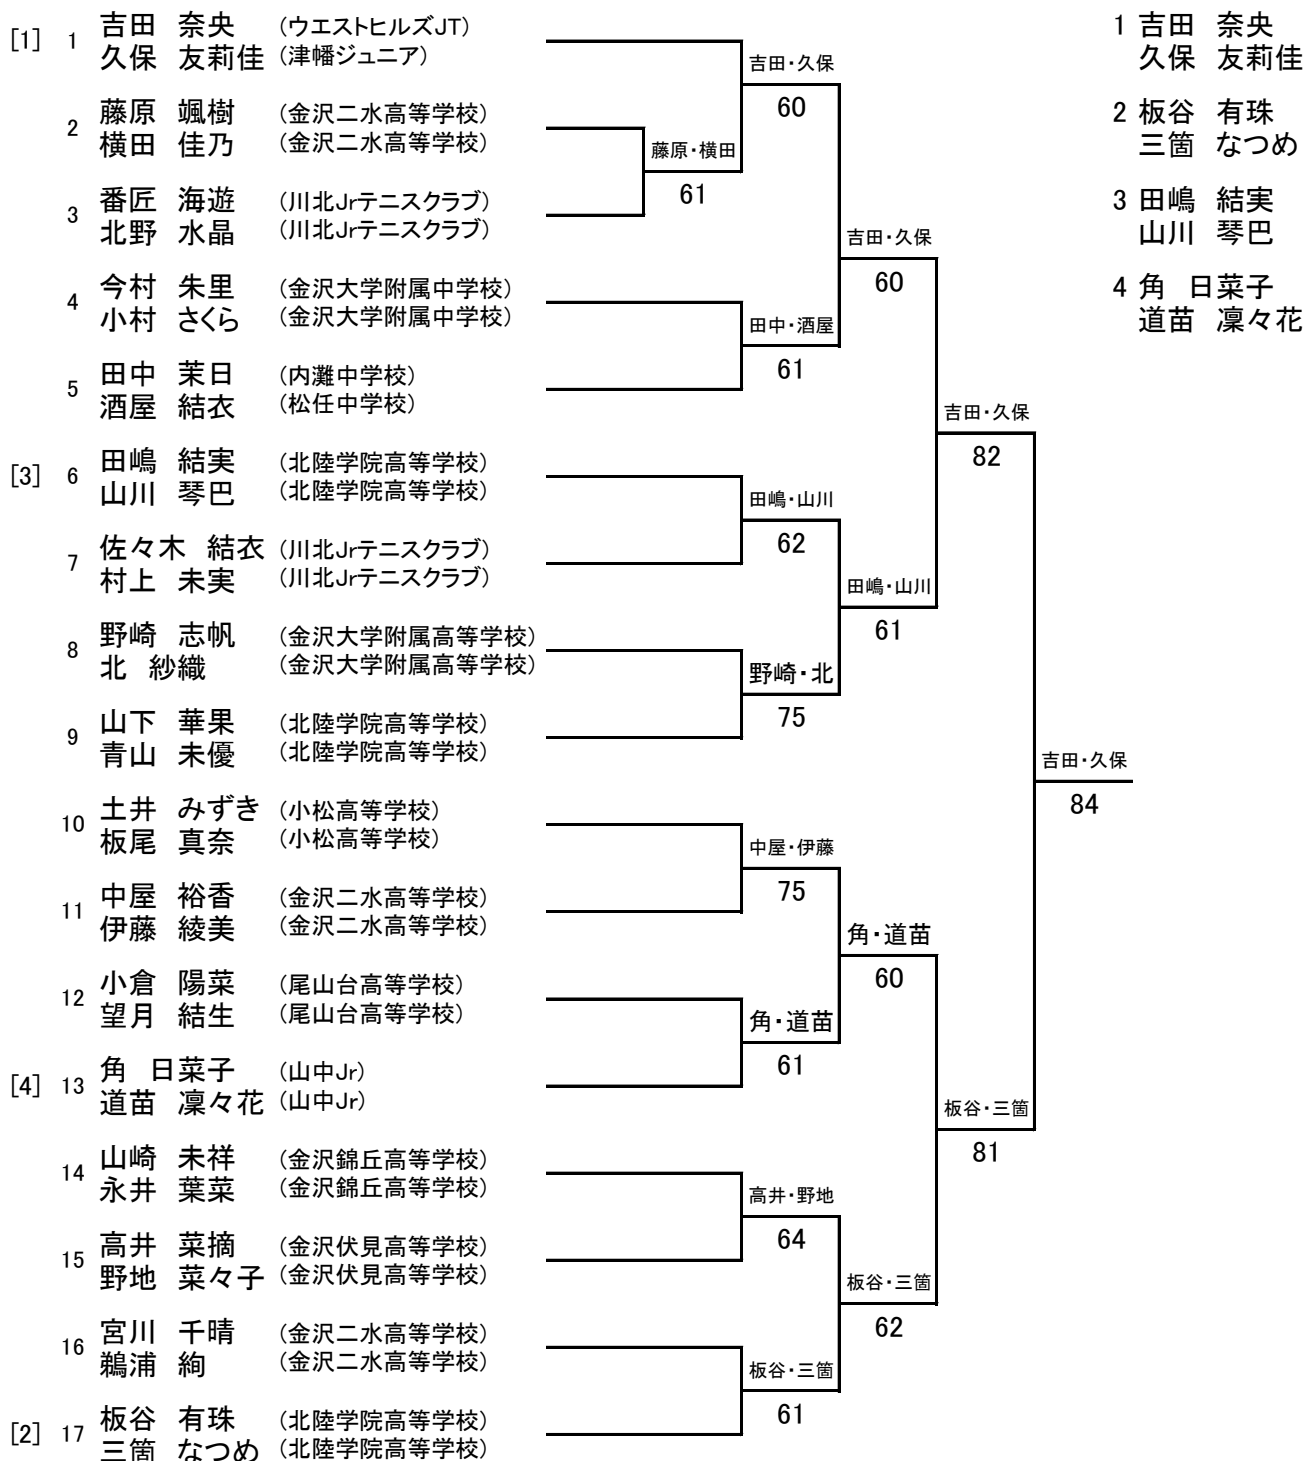 [1] 1 吉田 奈央 (ウエストヒルズJT)
久保 友莉佳 (津幡ジュニア)
2 藤原 颯樹 (金沢二水高等学校)
横田 佳乃 (金沢二水高等学校)
3 番匠 海遊 (川北Jrテニスクラブ)
北野 水晶 (川北Jrテニスクラブ)
4 今村 朱里 (金沢大学附属中学校)
小村 さくら (金沢大学附属中学校)
5 田中 茉日 (内灘中学校)
酒屋 結衣 (松任中学校)
[3] 6 田嶋 結実 (北陸学院高等学校)
山川 琴巴 (北陸学院高等学校)
7 佐々木 結衣 (川北Jrテニスクラブ)
村上 未実 (川北Jrテニスクラブ)
8 野崎 志帆 (金沢大学附属高等学校)
北 紗織 (金沢大学附属高等学校)
9 山下 華果 (北陸学院高等学校)
青山 未優 (北陸学院高等学校)
10 土井 みずき (小松高等学校)
板尾 真奈 (小松高等学校)
11 中屋 裕香 (金沢二水高等学校)
伊藤 綾美 (金沢二水高等学校)
12 小倉 陽菜 (尾山台高等学校)
望月 結生 (尾山台高等学校)
[4] 13 角 日菜子 (山中Jr)
道苗 凜々花 (山中Jr)
14 山崎 未祥 (金沢錦丘高等学校)
永井 葉菜 (金沢錦丘高等学校)
15 高井 菜摘 (金沢伏見高等学校)
野地 菜々子 (金沢伏見高等学校)
16 宮川 千晴 (金沢二水高等学校)
鵜浦 絢 (金沢二水高等学校)
[2] 17 板谷 有珠 (北陸学院高等学校)
三箇 なつめ (北陸学院高等学校)
藤原・横田
61
吉田・久保
60
田中・酒屋
61
田嶋・山川
62
野崎・北
75
中屋・伊藤
75
角・道苗
61
高井・野地
64
板谷・三箇
61
吉田・久保
60
田嶋・山川
61
角・道苗
60
板谷・三箇
62
吉田・久保
82
板谷・三箇
81
吉田・久保
84
1 吉田 奈央
久保 友莉佳
2 板谷 有珠
三箇 なつめ
3 田嶋 結実
山川 琴巴
4 角 日菜子
道苗 凜々花